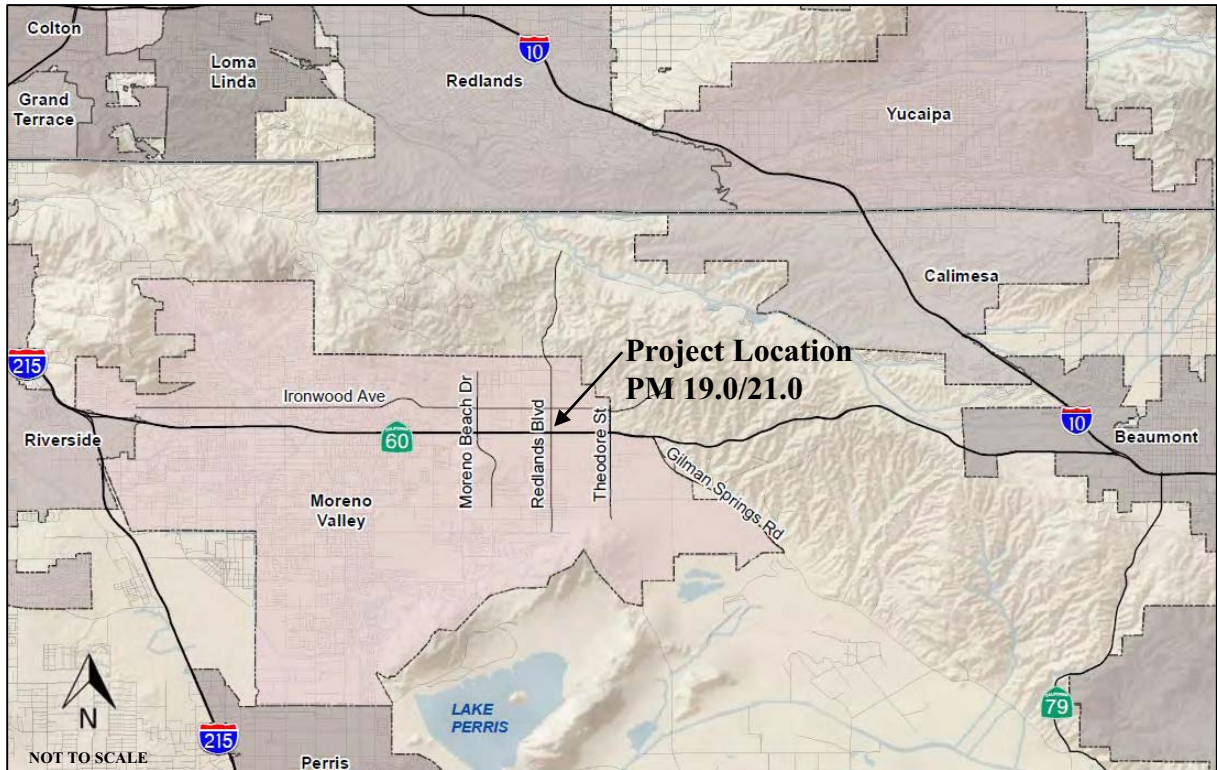 Colton
Loma
Linda
10
Redlands
Grand
Terrace
Yucaipa
Calimesa
215
Project Location
PM 19.0/21.0
Ironwood Ave
Moreno Beach Dr
Redlands Blvd
Theodore St
CALIFORNIA
60
10
Riverside
Beaumont
Gilman Springs Rd
Moreno
Valley
LAKE
PERRIS
CALIFORNIA
79
N
215
NOT TO SCALE
Perris